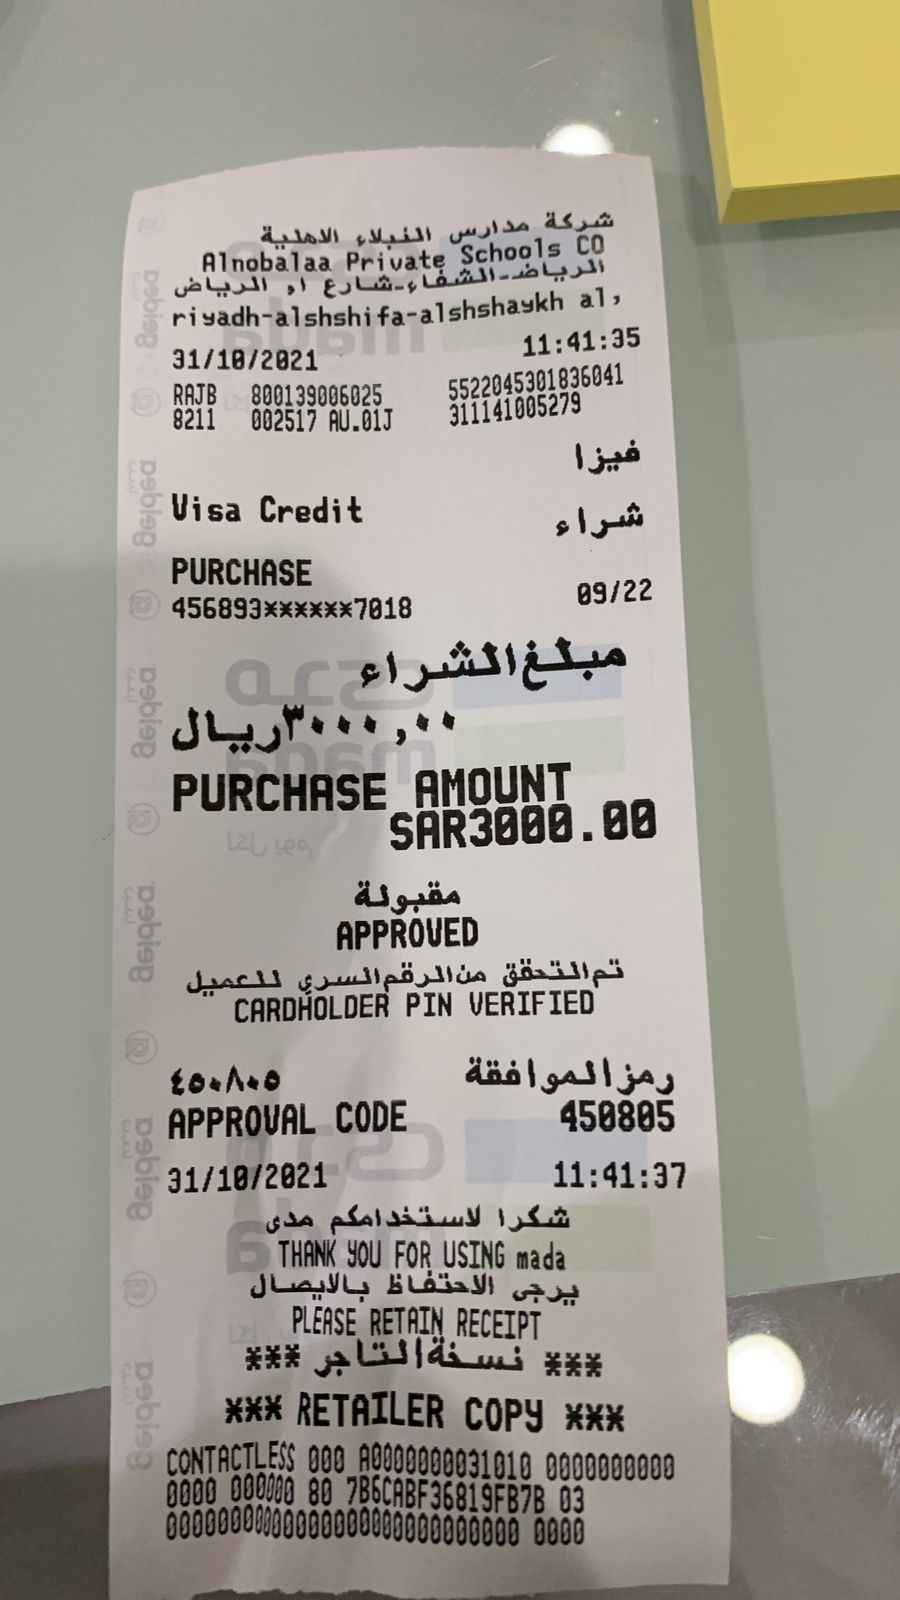 شركة مدارس النبلاء الاهلية
Alnobalaa Private Schools CO
الرياض-الشفاء-شارع ا, الرياض
riyadh-alshshifa-alshshaykh al,
31/10/2021 11:41:35
RAJB 800139006025 5522045301836041
8211 002517 AU.01J 311141005279
فيزا
Visa Credit
شراء
PURCHASE
456893******7018 09/22
مبلغ الشراء
٣٠٠٠,٠٠ريال
PURCHASE AMOUNT
SAR3000.00
مقبولة
APPROVED
تم التحقق من الرقم السري للعميل
CARDHOLDER PIN VERIFIED
رمز الموافقة ٤٥٠٨٠٥
APPROVAL CODE 450805
31/10/2021 11:41:37
شكرا لاستخدامكم مدى
THANK YOU FOR USING mada
يرجى الاحتفاظ بالايصال
PLEASE RETAIN RECEIPT
*** نسخة التاجر ***
*** RETAILER COPY ***
CONTACTLESS 000 A0000000031010 0000000000
0000 000000 80 7B6CABF36819FB7B 03